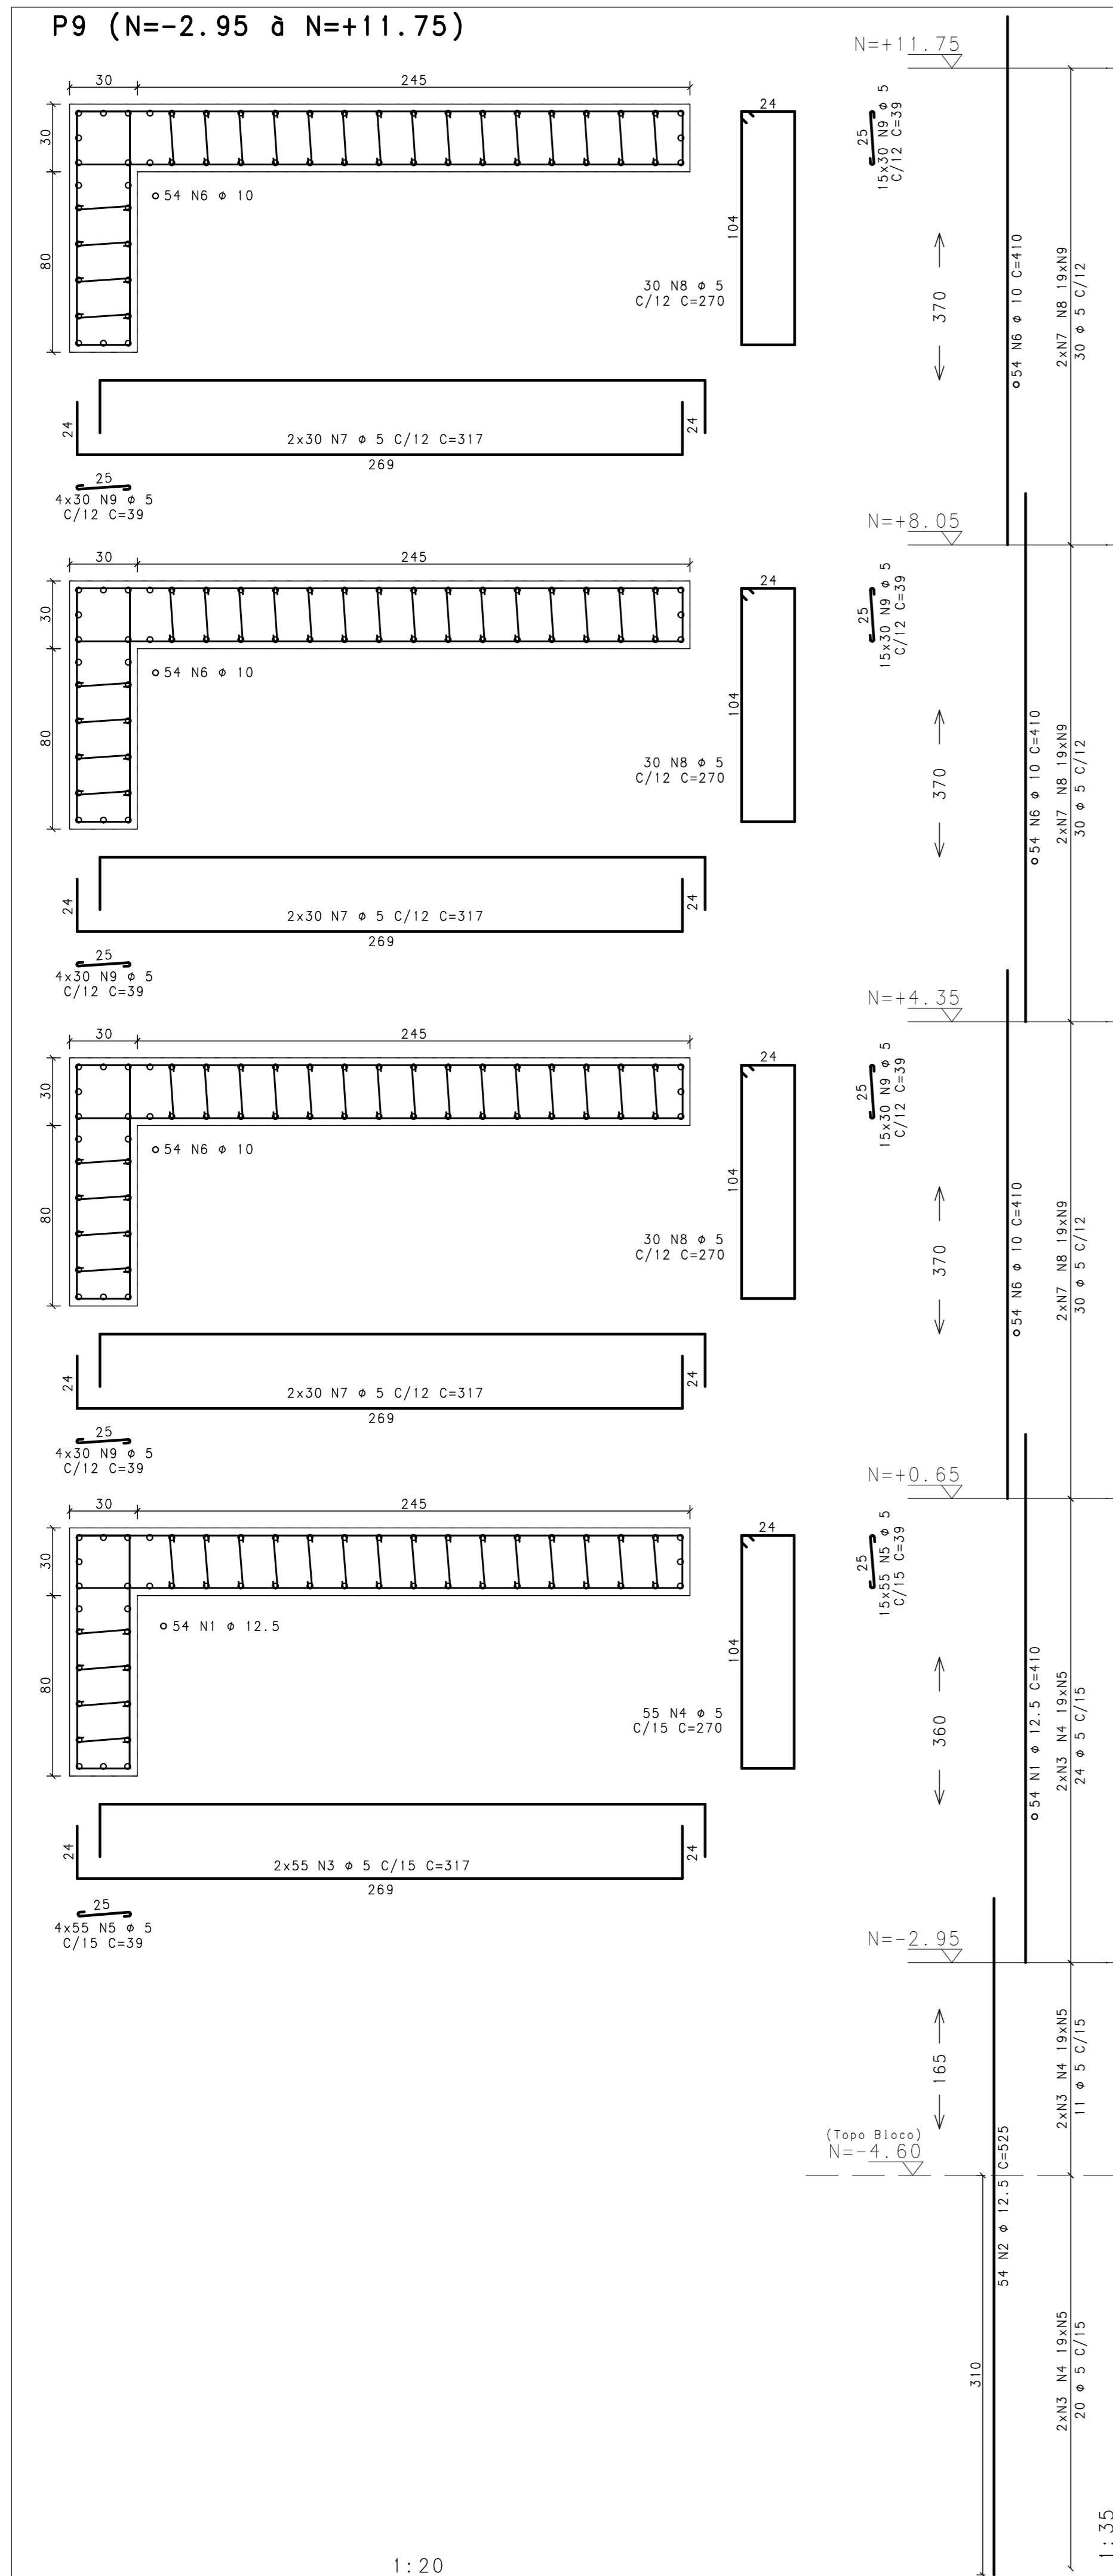 P9 (N=-2.95 à N=+11.75)
N=+11.75
30
245
30
80
54 N6 φ 10
24
104
30 N8 φ 5
C/12 C=270
25
15x30 N9 φ 5
C/12 C=39
370
54 N6 φ 10 C=410
2xN7 N8 19xN9
30 φ 5 C/12
24
2x30 N7 φ 5 C/12 C=317
24
269
25
4x30 N9 φ 5
C/12 C=39
N=+8.05
30
245
30
80
54 N6 φ 10
24
104
30 N8 φ 5
C/12 C=270
25
15x30 N9 φ 5
C/12 C=39
370
54 N6 φ 10 C=410
2xN7 N8 19xN9
30 φ 5 C/12
24
2x30 N7 φ 5 C/12 C=317
24
269
25
4x30 N9 φ 5
C/12 C=39
N=+4.35
30
245
30
80
54 N6 φ 10
24
104
30 N8 φ 5
C/12 C=270
25
15x30 N9 φ 5
C/12 C=39
370
54 N6 φ 10 C=410
2xN7 N8 19xN9
30 φ 5 C/12
24
2x30 N7 φ 5 C/12 C=317
24
269
25
4x30 N9 φ 5
C/12 C=39
N=+0.65
30
245
30
80
54 N1 φ 12.5
24
104
55 N4 φ 5
C/15 C=270
25
15x55 N5 φ 5
C/15 C=39
360
54 N1 φ 12.5 C=410
2xN3 N4 19xN5
24 φ 5 C/15
24
2x55 N3 φ 5 C/15 C=317
24
269
25
4x55 N5 φ 5
C/15 C=39
N=-2.95
165
2xN3 N4 19xN5
11 φ 5 C/15
(Topo Bloco)
N=-4.60
54 N2 φ 12.5 C=525
310
2xN3 N4 19xN5
20 φ 5 C/15
1:20
1:35